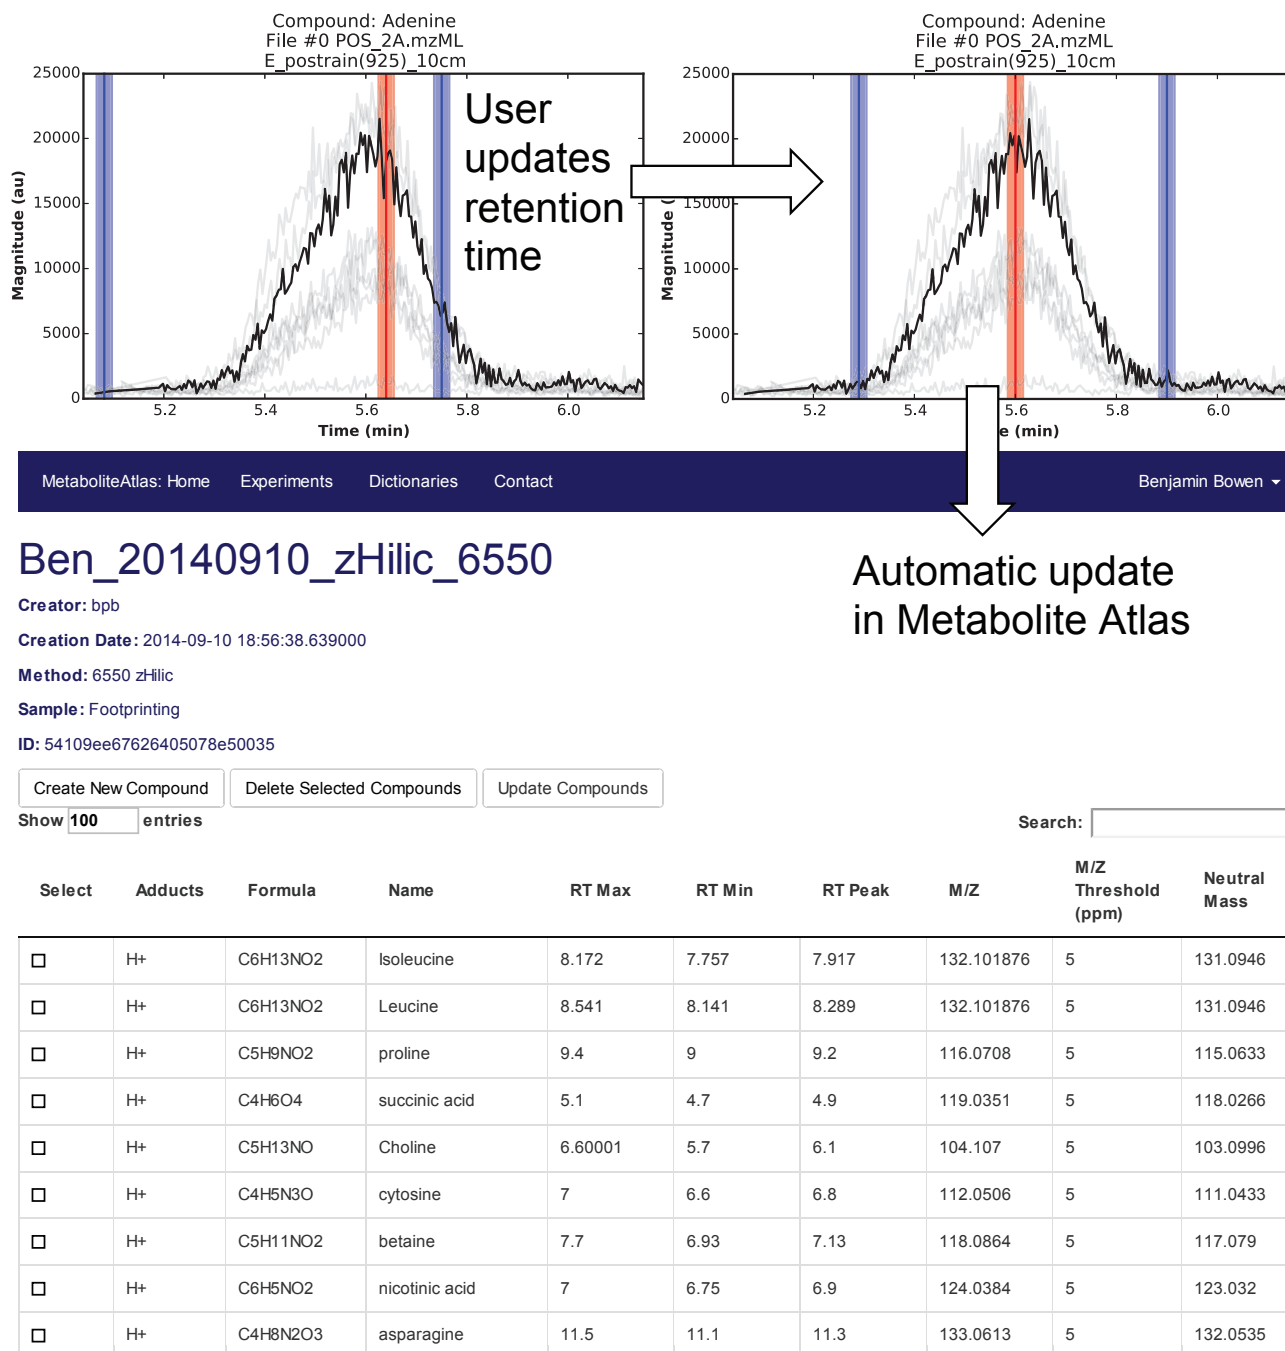 Compound: Adenine
File #0 POS_2A.mzML
E_postrain(925)_10cm
25000
20000
15000
10000
5000
0
Magnitude (au)
5.2 5.4 5.6 5.8 6.0
Time (min)
User
updates
retention
time
Compound: Adenine
File #0 POS_2A.mzML
E_postrain(925)_10cm
25000
20000
15000
10000
5000
0
Magnitude (
5.2 5.4 5.6 5.8 6.0
e (min)
MetaboliteAtlas: Home Experiments Dictionaries Contact Benjamin Bowen
Automatic update
in Metabolite Atlas
Ben_20140910_zHilic_6550
Creator: bpb
Creation Date: 2014-09-10 18:56:38.639000
Method: 6550 zHilic
Sample: Footprinting
ID: 54109ee67626405078e50035
Create New Compound Delete Selected Compounds Update Compounds
Show 100 entries Search:
Select Adducts Formula Name RT Max RT Min RT Peak M/Z M/Z Threshold (ppm) Neutral Mass
H+ C6H13NO2 Isoleucine 8.172 7.757 7.917 132.101876 5 131.0946
H+ C6H13NO2 Leucine 8.541 8.141 8.289 132.101876 5 131.0946
H+ C5H9NO2 proline 9.4 9 9.2 116.0708 5 115.0633
H+ C4H6O4 succinic acid 5.1 4.7 4.9 119.0351 5 118.0266
H+ C5H13NO Choline 6.60001 5.7 6.1 104.107 5 103.0996
H+ C4H5N3O cytosine 7 6.6 6.8 112.0506 5 111.0433
H+ C5H11NO2 betaine 7.7 6.93 7.13 118.0864 5 117.079
H+ C6H5NO2 nicotinic acid 7 6.75 6.9 124.0384 5 123.032
H+ C4H8N2O3 asparagine 11.5 11.1 11.3 133.0613 5 132.0535